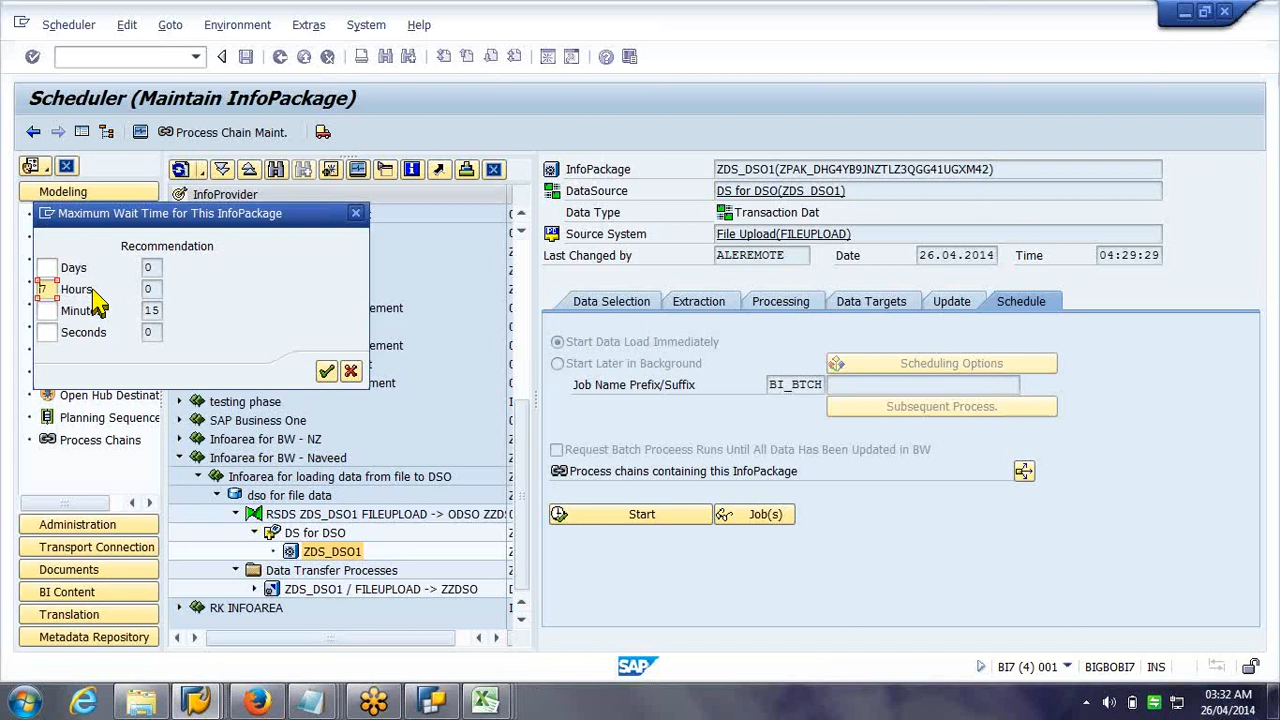 Scheduler Edit Goto Environment Extras System Help
Scheduler (Maintain InfoPackage)
Process Chain Maint.
Modeling
InfoProvider
Maximum Wait Time for This InfoPackage
Recommendation
Days 0
7 Hours 0
Minut 15
Seconds 0
ement
ement
ement
Open Hub Destinat
Planning Sequence
Process Chains
Administration
Transport Connection
Documents
BI Content
Translation
Metadata Repository
testing phase
SAP Business One
Infoarea for BW - NZ
Infoarea for BW - Naveed
Infoarea for loading data from file to DSO
dso for file data
RSDS ZDS_DSO1 FILEUPLOAD -> ODSO ZZDS
DS for DSO
ZDS_DSO1
Data Transfer Processes
ZDS_DSO1 / FILEUPLOAD -> ZZDSO
RK INFOAREA
InfoPackage ZDS_DSO1(ZPAK_DHG4YB9JNZTLZ3QGG41UGXM42)
DataSource DS for DSO(ZDS_DSO1)
Data Type Transaction Dat
Source System File Upload(FILEUPLOAD)
Last Changed by ALEREMOTE Date 26.04.2014 Time 04:29:29
Data Selection Extraction Processing Data Targets Update Schedule
Start Data Load Immediately
Start Later in Background Scheduling Options
Job Name Prefix/Suffix BI_BTCH
Subsequent Process.
Request Batch Proceess Runs Until All Data Has Been Updated in BW
Process chains containing this InfoPackage
Start Job(s)
SAP BI7 (4) 001 BIGBOBI7 INS
03:32 AM
26/04/2014